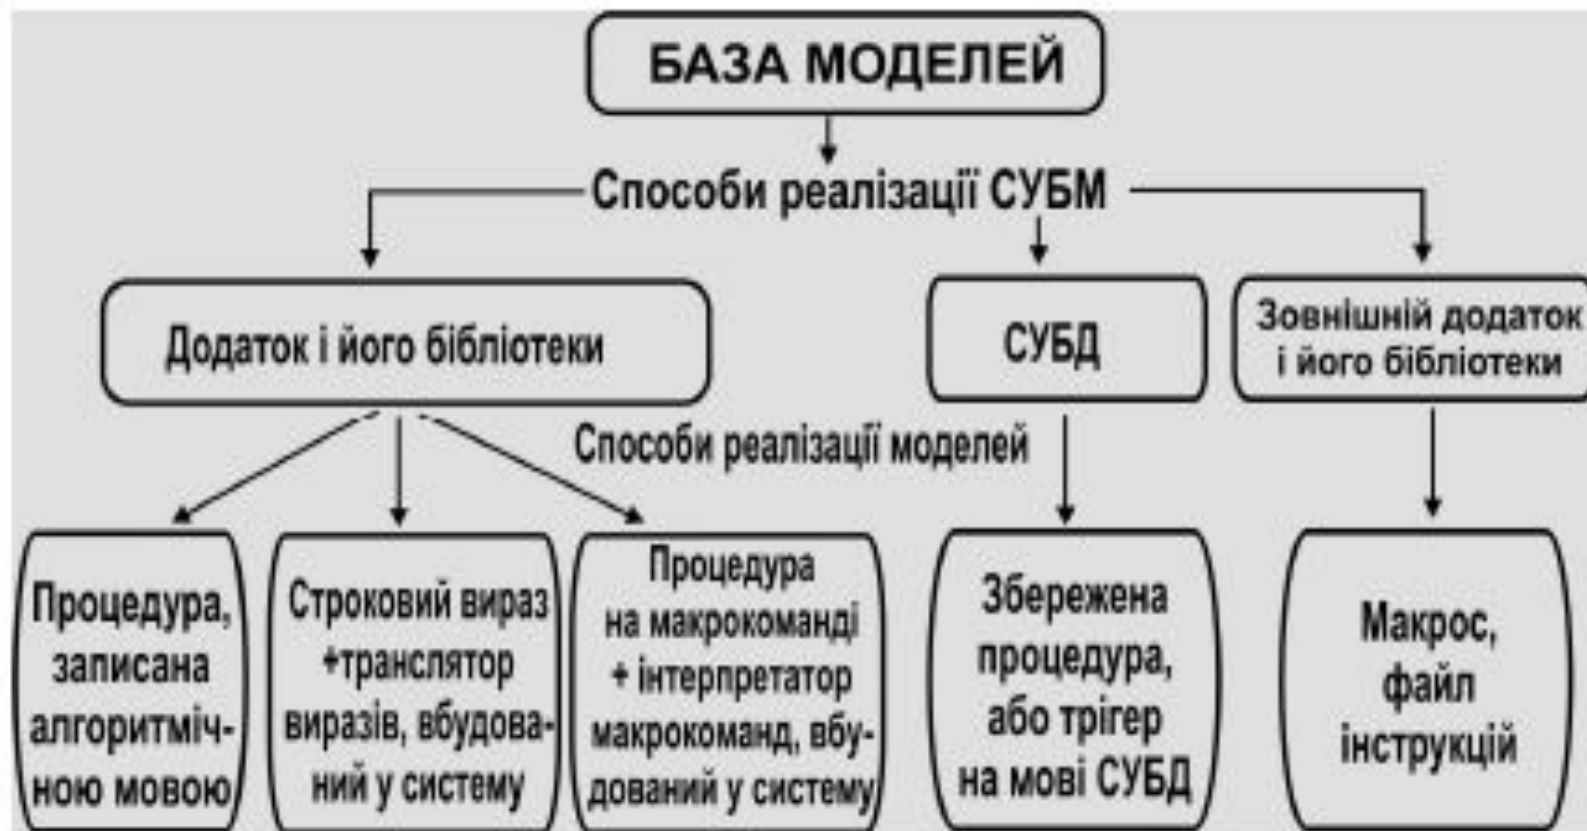 БАЗА МОДЕЛЕЙ
Способи реалізації СУБМ
Додаток і його бібліотеки
СУБД
Зовнішній додаток
і його бібліотеки
Способи реалізації моделей
Процедура,
записана
алгоритміч-
ною мовою
Строковий вираз
+транслятор
виразів, вбудова-
ний у систему
Процедура
на макрокоманді
+ інтерпретатор
макрокоманд, вбу-
дований у систему
Збережена
процедура,
або трігер
на мові СУБД
Макрос,
файл
інструкцій